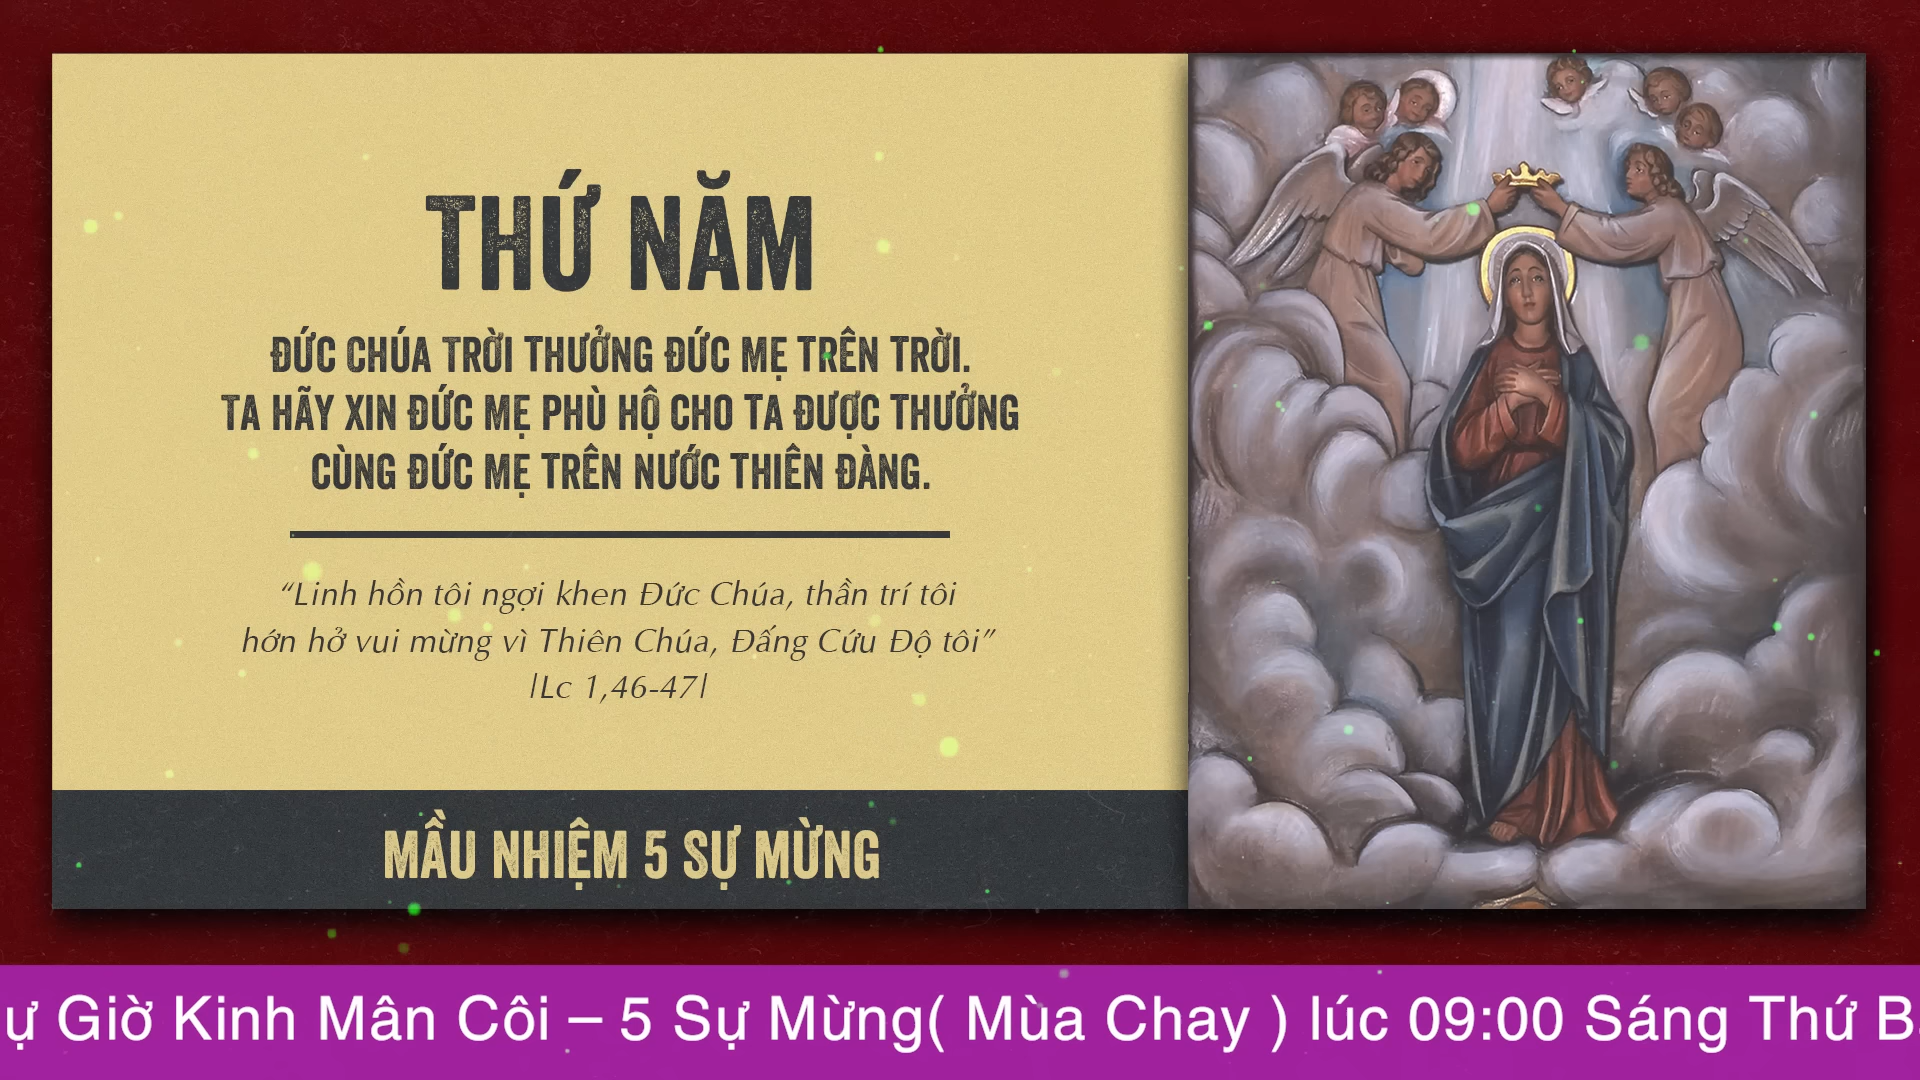 THỨ NĂM
ĐỨC CHÚA TRỜI THƯỞNG ĐỨC MẸ TRÊN TRỜI.
TA HÃY XIN ĐỨC MẸ PHÙ HỘ CHO TA ĐƯỢC THƯỞNG
CÙNG ĐỨC MẸ TRÊN NƯỚC THIÊN ĐÀNG.
“Linh hồn tôi ngợi khen Đức Chúa, thần trí tôi
hớn hở vui mừng vì Thiên Chúa, Đấng Cứu Độ tôi”
|Lc 1,46-47|
MẦU NHIỆM 5 SỰ MỪNG
Giờ Kinh Mân Côi – 5 Sự Mừng( Mùa Chay ) lúc 09:00 Sáng Thứ